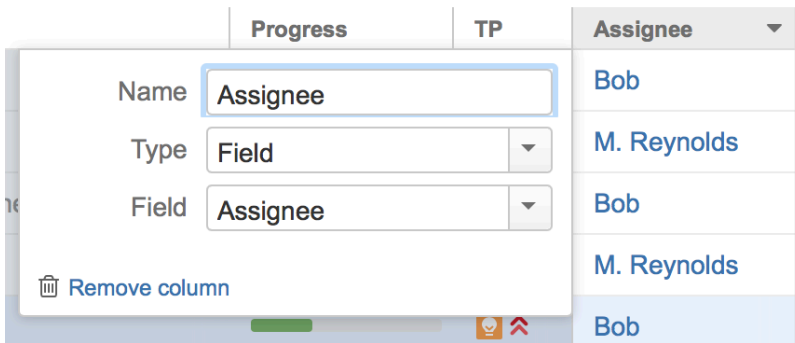 Progress TP Assignee
Name Assignee
Bob
Type Field
M. Reynolds
Field Assignee
Bob
M. Reynolds
Remove column
Bob